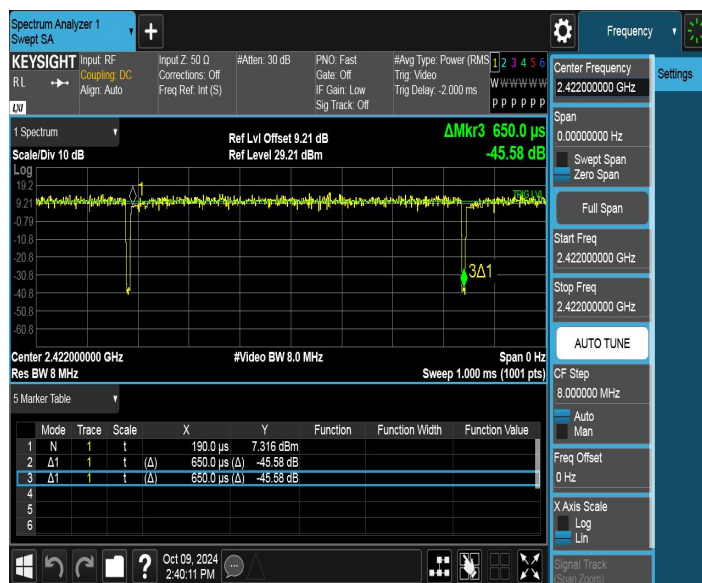 Spectrum Analyzer 1
Swept SA
+
Frequency
KEYSIGHT
Input: RF
Coupling: DC
Align: Auto
RL
LXI
Input Z: 50 Ω
Corrections: Off
Freq Ref: Int (S)
#Atten: 30 dB
PNO: Fast
Gate: Off
IF Gain: Low
Sig Track: Off
#Avg Type: Power (RMS
Trig: Video
Trig Delay: -2.000 ms
1 2 3 4 5 6
W W W W W W
P P P P P P
Center Frequency
2.422000000 GHz
Settings
Span
0.00000000 Hz
Swept Span
Zero Span
Full Span
Start Freq
2.422000000 GHz
Stop Freq
2.422000000 GHz
AUTO TUNE
CF Step
8.000000 MHz
Auto
Man
Freq Offset
0 Hz
X Axis Scale
Log
Lin
Signal Track
(Span Zoom)
1 Spectrum
Scale/Div 10 dB
Ref Lvl Offset 9.21 dB
Ref Level 29.21 dBm
ΔMkr3 650.0 µs
-45.58 dB
Log
19.2
9.21
-0.79
-10.8
-20.8
-30.8
-40.8
-50.8
-60.8
1
TRIG LVL
3Δ1
Center 2.422000000 GHz
Res BW 8 MHz
#Video BW 8.0 MHz
Span 0 Hz
Sweep 1.000 ms (1001 pts)
5 Marker Table
Mode Trace Scale X Y Function Function Width Function Value
1 N 1 t 190.0 µs 7.316 dBm
2 Δ1 1 t (Δ) 650.0 µs (Δ) -45.58 dB
3 Δ1 1 t (Δ) 650.0 µs (Δ) -45.58 dB
4
5
6
?
Oct 09, 2024
2:40:11 PM